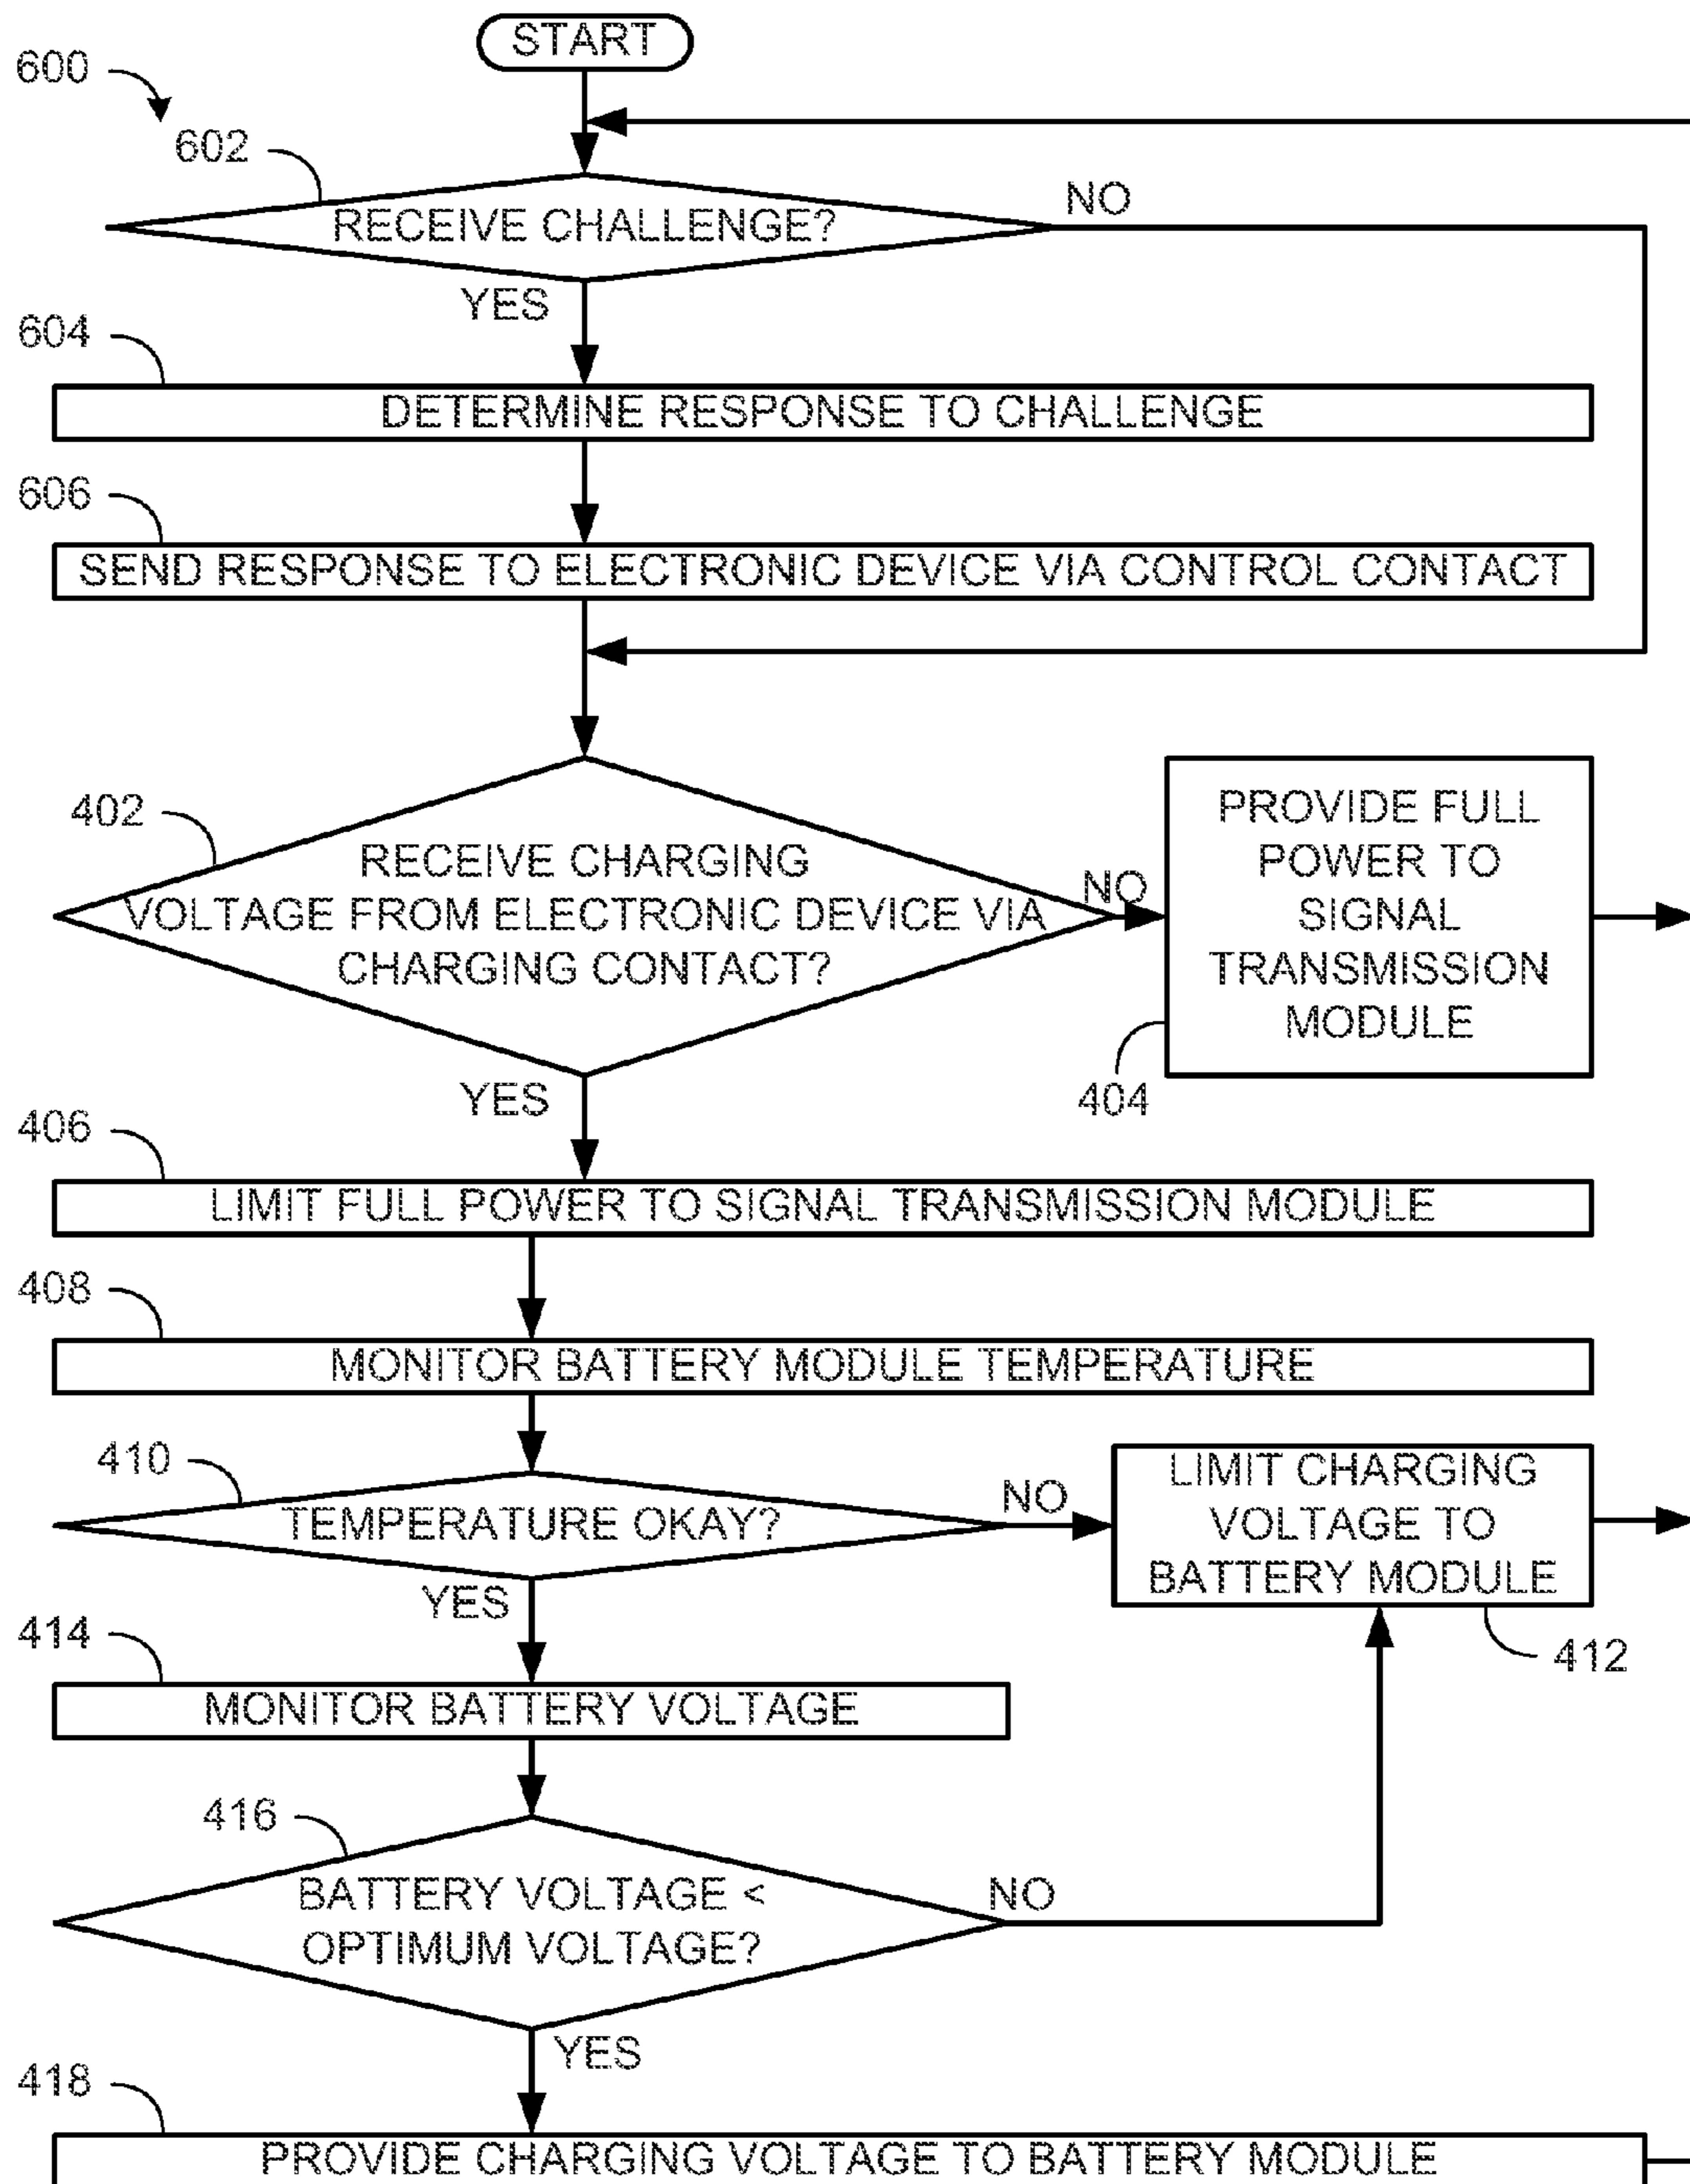 START
600
602
RECEIVE CHALLENGE?
NO
YES
604
DETERMINE RESPONSE TO CHALLENGE
606
SEND RESPONSE TO ELECTRONIC DEVICE VIA CONTROL CONTACT
402
RECEIVE CHARGING
VOLTAGE FROM ELECTRONIC DEVICE VIA
CHARGING CONTACT?
NO
PROVIDE FULL
POWER TO
SIGNAL
TRANSMISSION
MODULE
404
YES
406
LIMIT FULL POWER TO SIGNAL TRANSMISSION MODULE
408
MONITOR BATTERY MODULE TEMPERATURE
410
TEMPERATURE OKAY?
NO
LIMIT CHARGING
VOLTAGE TO
BATTERY MODULE
412
YES
414
MONITOR BATTERY VOLTAGE
416
BATTERY VOLTAGE <
OPTIMUM VOLTAGE?
NO
YES
418
PROVIDE CHARGING VOLTAGE TO BATTERY MODULE